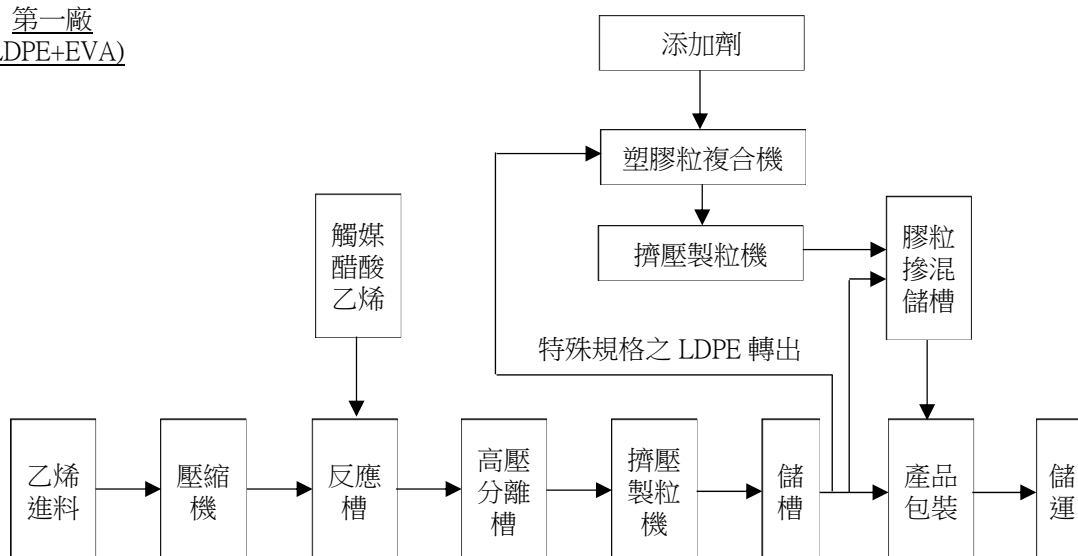 第一廠
LDPE+EVA)
添加劑
塑膠粒複合機
擠壓製粒機
觸媒
醋酸
乙烯
膠粒
摻混
儲槽
特殊規格之 LDPE 轉出
乙烯
進料
壓縮
機
反應
槽
高壓
分離
槽
擠壓
製粒
機
儲
槽
產品
包裝
儲
運